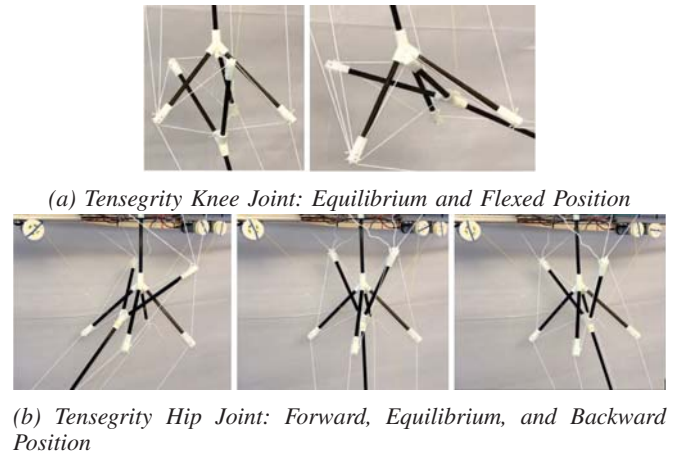 (a) Tensegrity Knee Joint: Equilibrium and Flexed Position
(b) Tensegrity Hip Joint: Forward, Equilibrium, and Backward
Position